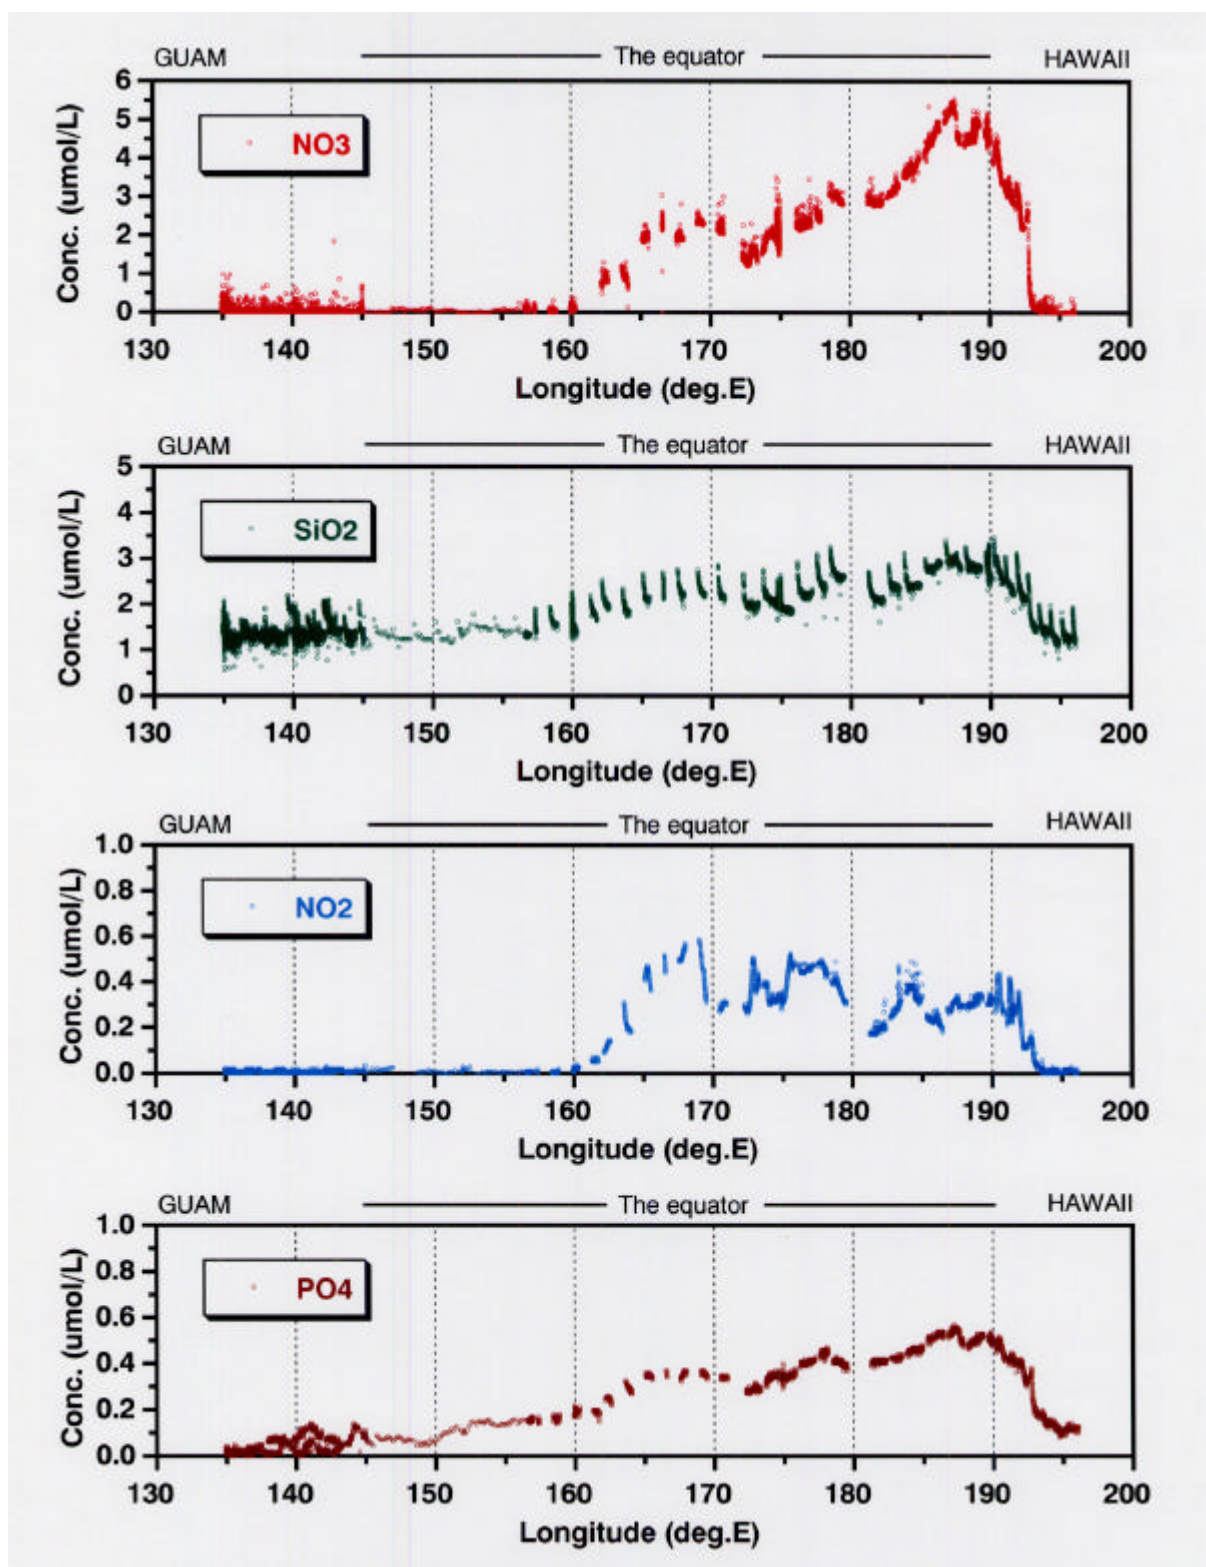 GUAM The equator HAWAII
6
5
4
3
2
1
0
Conc. (umol/L)
NO3
130 140 150 160 170 180 190 200
Longitude (deg.E)
GUAM The equator HAWAII
5
4
3
2
1
0
Conc. (umol/L)
SiO2
130 140 150 160 170 180 190 200
Longitude (deg.E)
GUAM The equator HAWAII
1.0
0.8
0.6
0.4
0.2
0.0
Conc. (umol/L)
NO2
130 140 150 160 170 180 190 200
Longitude (deg.E)
GUAM The equator HAWAII
1.0
0.8
0.6
0.4
0.2
0.0
Conc. (umol/L)
PO4
130 140 150 160 170 180 190 200
Longitude (deg.E)